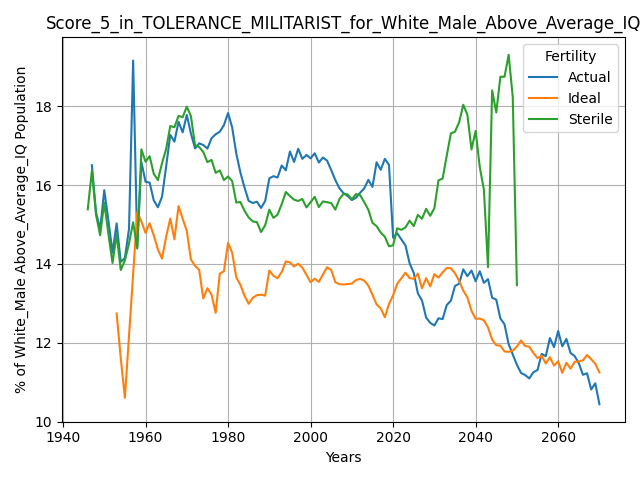 Score_5_in_TOLERANCE_MILITARIST_for_White_Male_Above_Average_IQ
% of White_Male Above_Average_IQ Population
18
16
14
12
10
1940
1960
1980
2000
2020
2040
2060
Years
Fertility
Actual
Ideal
Sterile